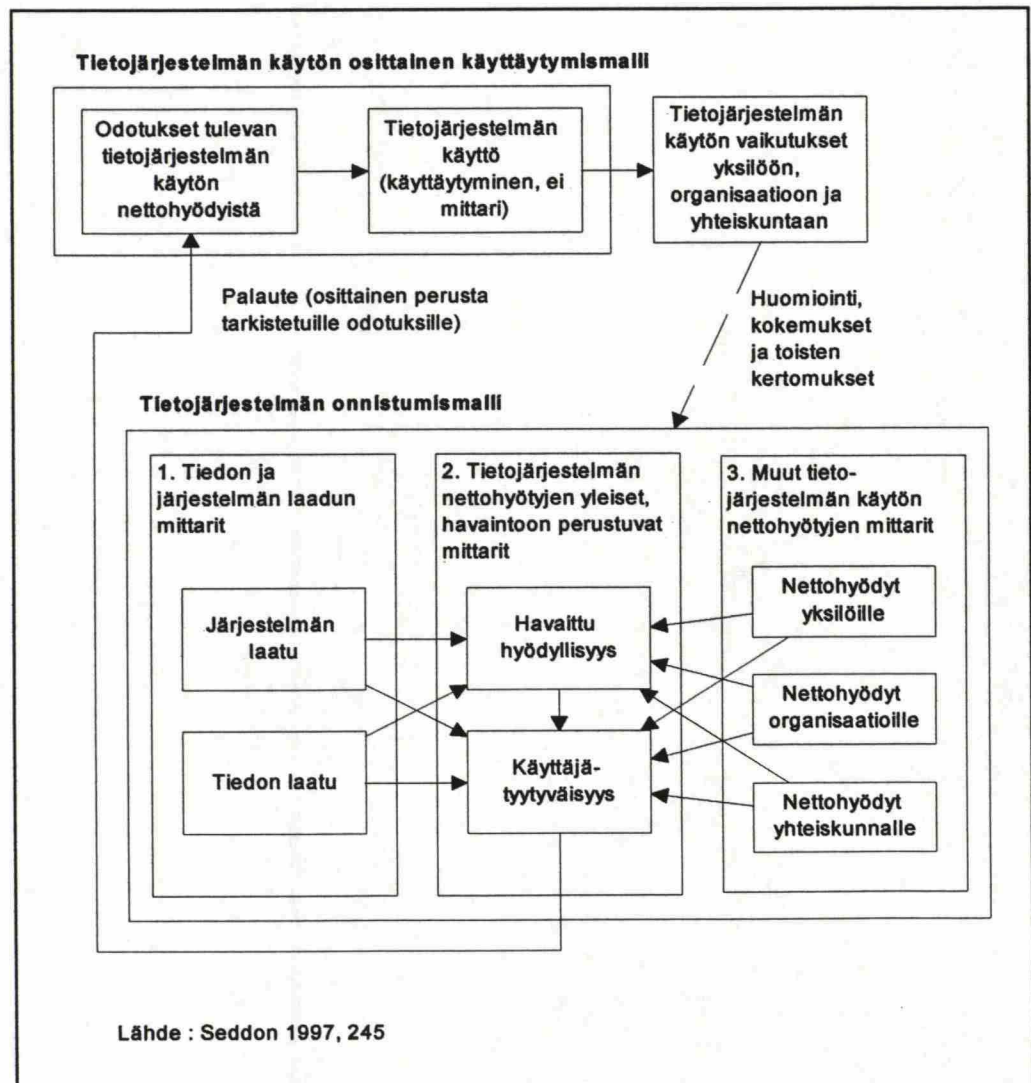 Tietojärjestelmän käytön osittainen käyttäytymismalli
Odotukset tulevan
tietojärjestelmän
käytön
nettohyödyistä
Tietojärjestelmän
käyttö
(käyttäytyminen, ei
mittari)
Tietojärjestelmän
käytön vaikutukset
yksilöön,
organisaatioon ja
yhteiskuntaan
Palaute (osittainen perusta
tarkistetuille odotuksille)
Huomiointi,
kokemukset
ja toisten
kertomukset
Tietojärjestelmän onnistumismalli
1. Tiedon ja
järjestelmän laadun
mittarit
2. Tietojärjestelmän
nettohyötyjen yleiset,
havaintoon perustuvat
mittarit
3. Muut tieto-
järjestelmän käytön
nettohyötyjen mittarit
Järjestelmän
laatu
Tiedon laatu
Havaittu
hyödyllisyys
Käyttäjä-
tyytyväisyys
Nettohyödyt
yksilöille
Nettohyödyt
organisaatioille
Nettohyödyt
yhteiskunnalle
Lähde : Seddon 1997, 245